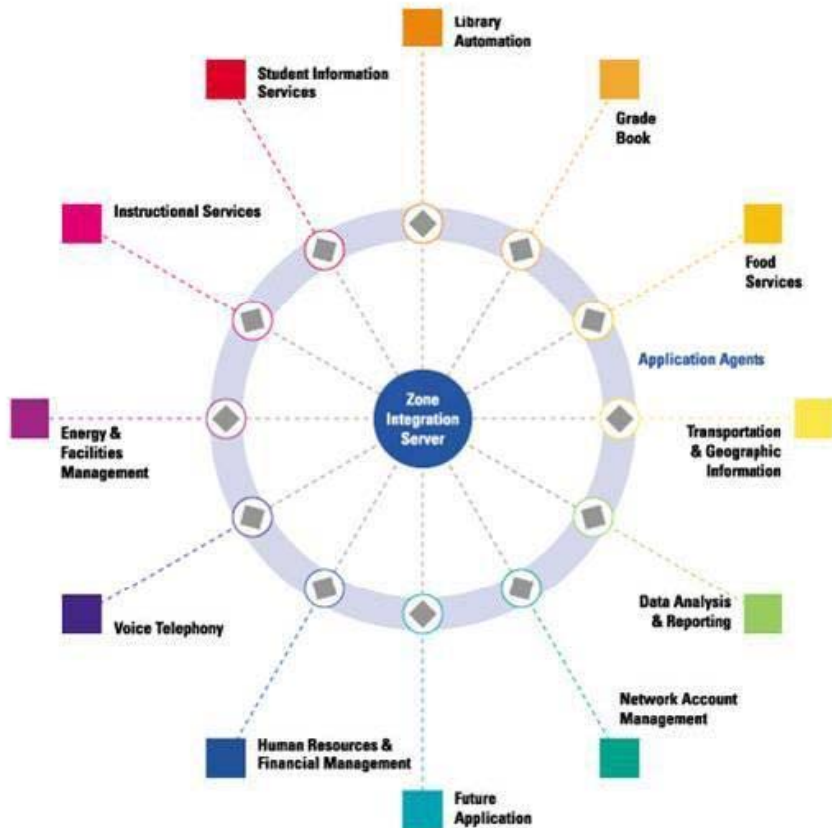 Library
Automation
Student Information
Services
Grade
Book
Instructional Services
Food
Services
Application Agents
Zone
Integration
Server
Energy &
Facilities
Management
Transportation
& Geographic
Information
Data Analysis
& Reporting
Voice Telephony
Network Account
Management
Human Resources &
Financial Management
Future
Application